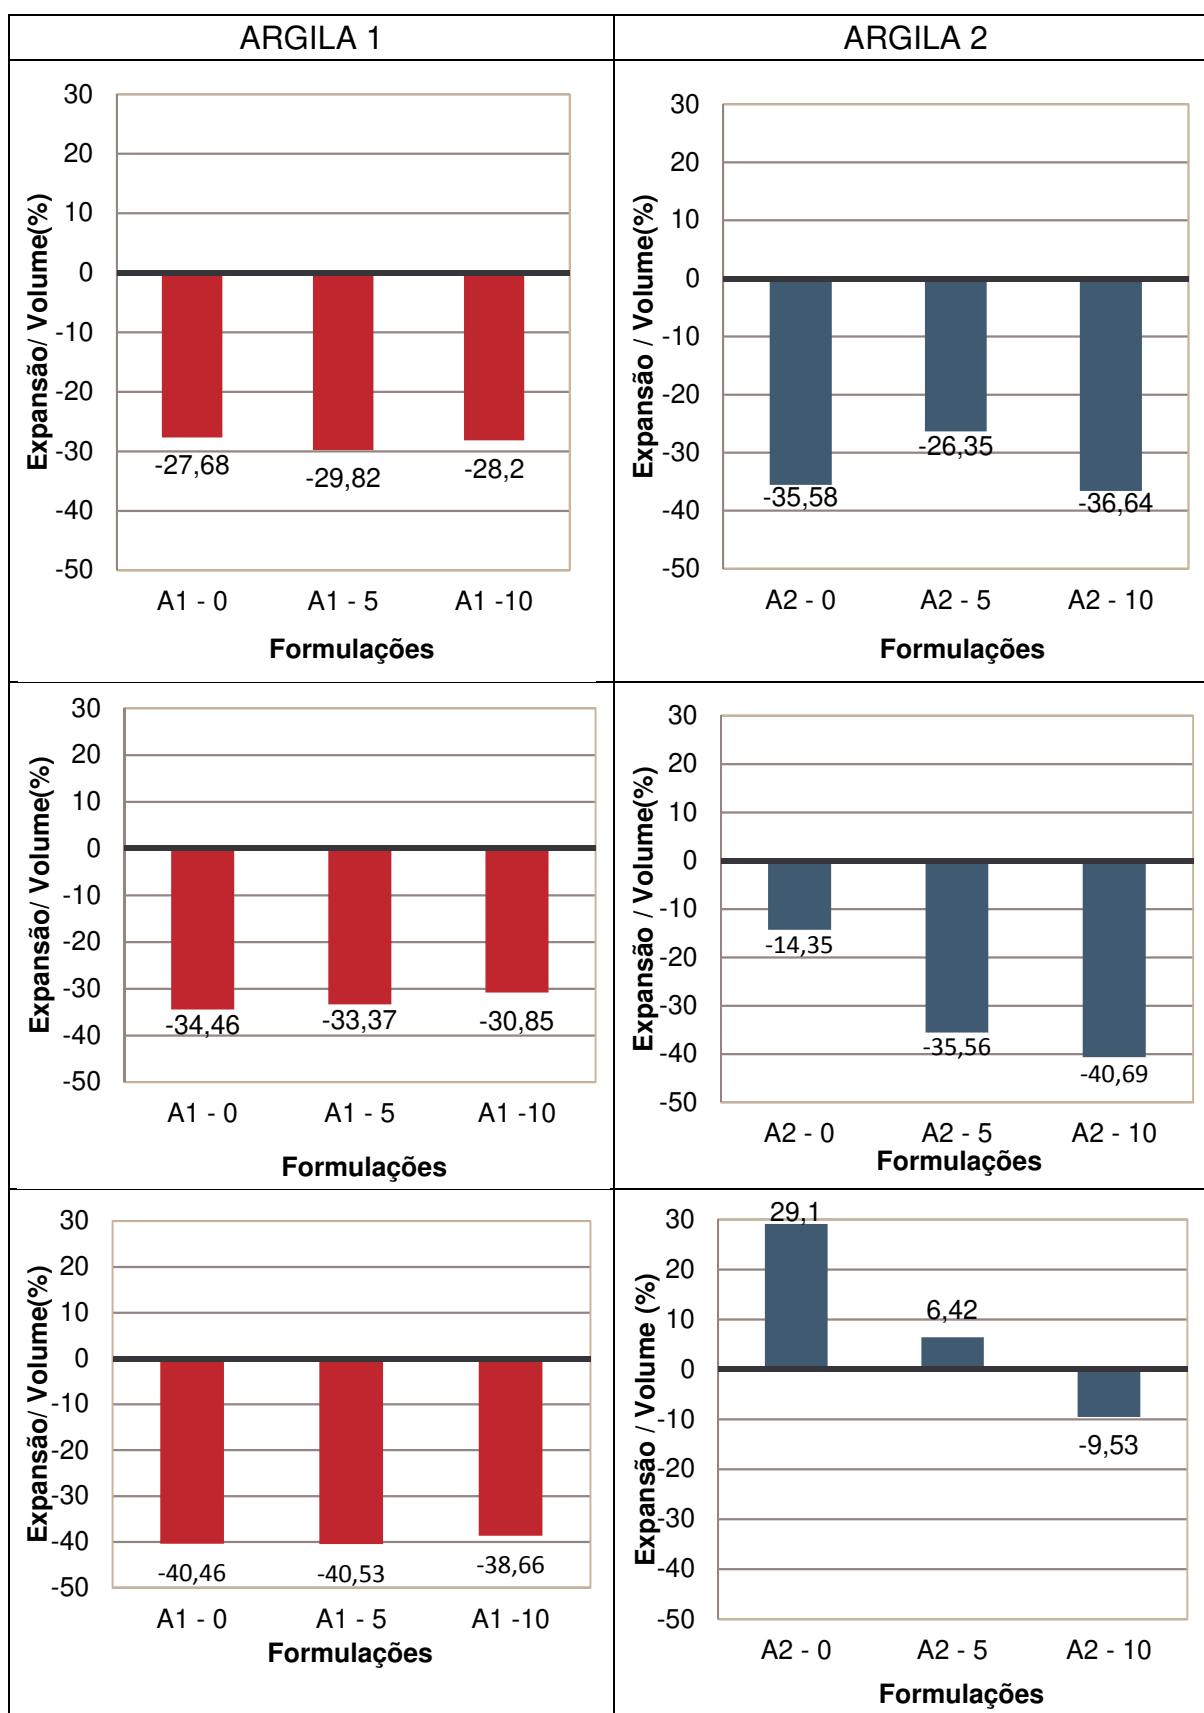 ARGILA 1
ARGILA 2
30
20
10
0
-10
-20
-30
-40
-50
Expansão/ Volume(%)
-27,68
-29,82
-28,2
A1 - 0
A1 - 5
A1 -10
Formulações
30
20
10
0
-10
-20
-30
-40
-50
Expansão / Volume(%)
-35,58
-26,35
-36,64
A2 - 0
A2 - 5
A2 - 10
Formulações
30
20
10
0
-10
-20
-30
-40
-50
Expansão/ Volume(%)
-34,46
-33,37
-30,85
A1 - 0
A1 - 5
A1 -10
Formulações
30
20
10
0
-10
-20
-30
-40
-50
Expansão / Volume(%)
-14,35
-35,56
-40,69
A2 - 0
A2 - 5
A2 - 10
Formulações
30
20
10
0
-10
-20
-30
-40
-50
Expansão/ Volume(%)
-40,46
-40,53
-38,66
A1 - 0
A1 - 5
A1 -10
Formulações
30
20
10
0
-10
-20
-30
-40
-50
Expansão / Volume (%)
29,1
6,42
-9,53
A2 - 0
A2 - 5
A2 - 10
Formulações